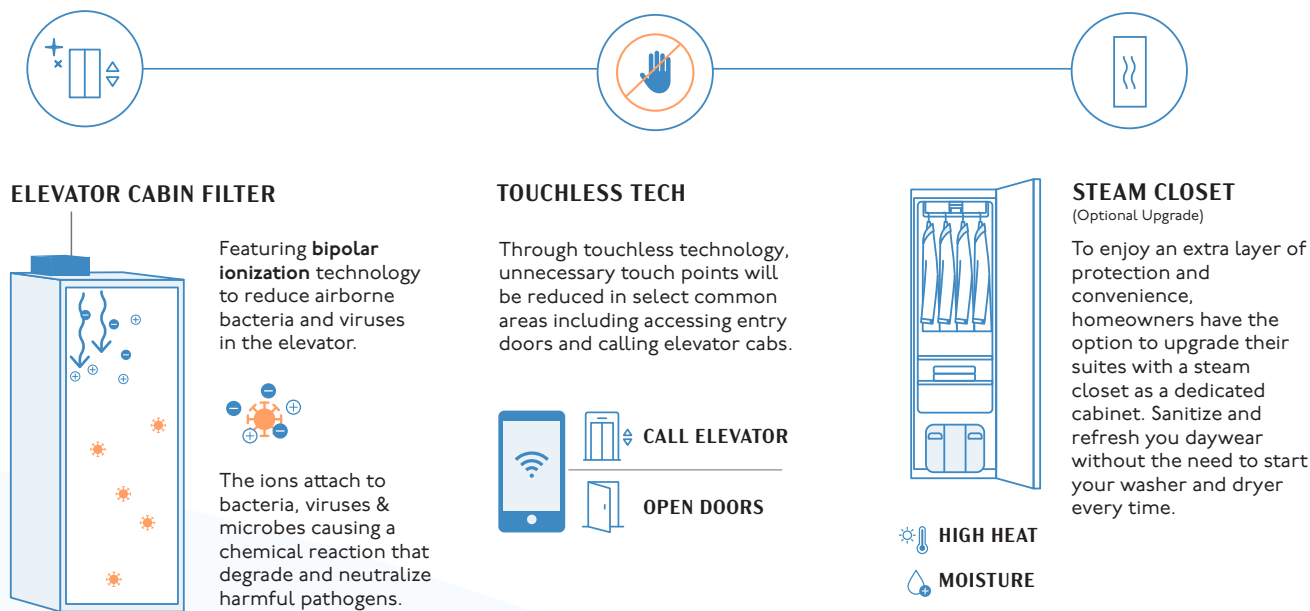 ELEVATOR CABIN FILTER
Featuring bipolar
ionization technology
to reduce airborne
bacteria and viruses
in the elevator.
The ions attach to
bacteria, viruses &
microbes causing a
chemical reaction that
degrade and neutralize
harmful pathogens.
TOUCHLESS TECH
Through touchless technology,
unnecessary touch points will
be reduced in select common
areas including accessing entry
doors and calling elevator cabs.
CALL ELEVATOR
OPEN DOORS
STEAM CLOSET
(Optional Upgrade)
To enjoy an extra layer of
protection and
convenience,
homeowners have the
option to upgrade their
suites with a steam
closet as a dedicated
cabinet. Sanitize and
refresh you daywear
without the need to start
your washer and dryer
every time.
HIGH HEAT
MOISTURE